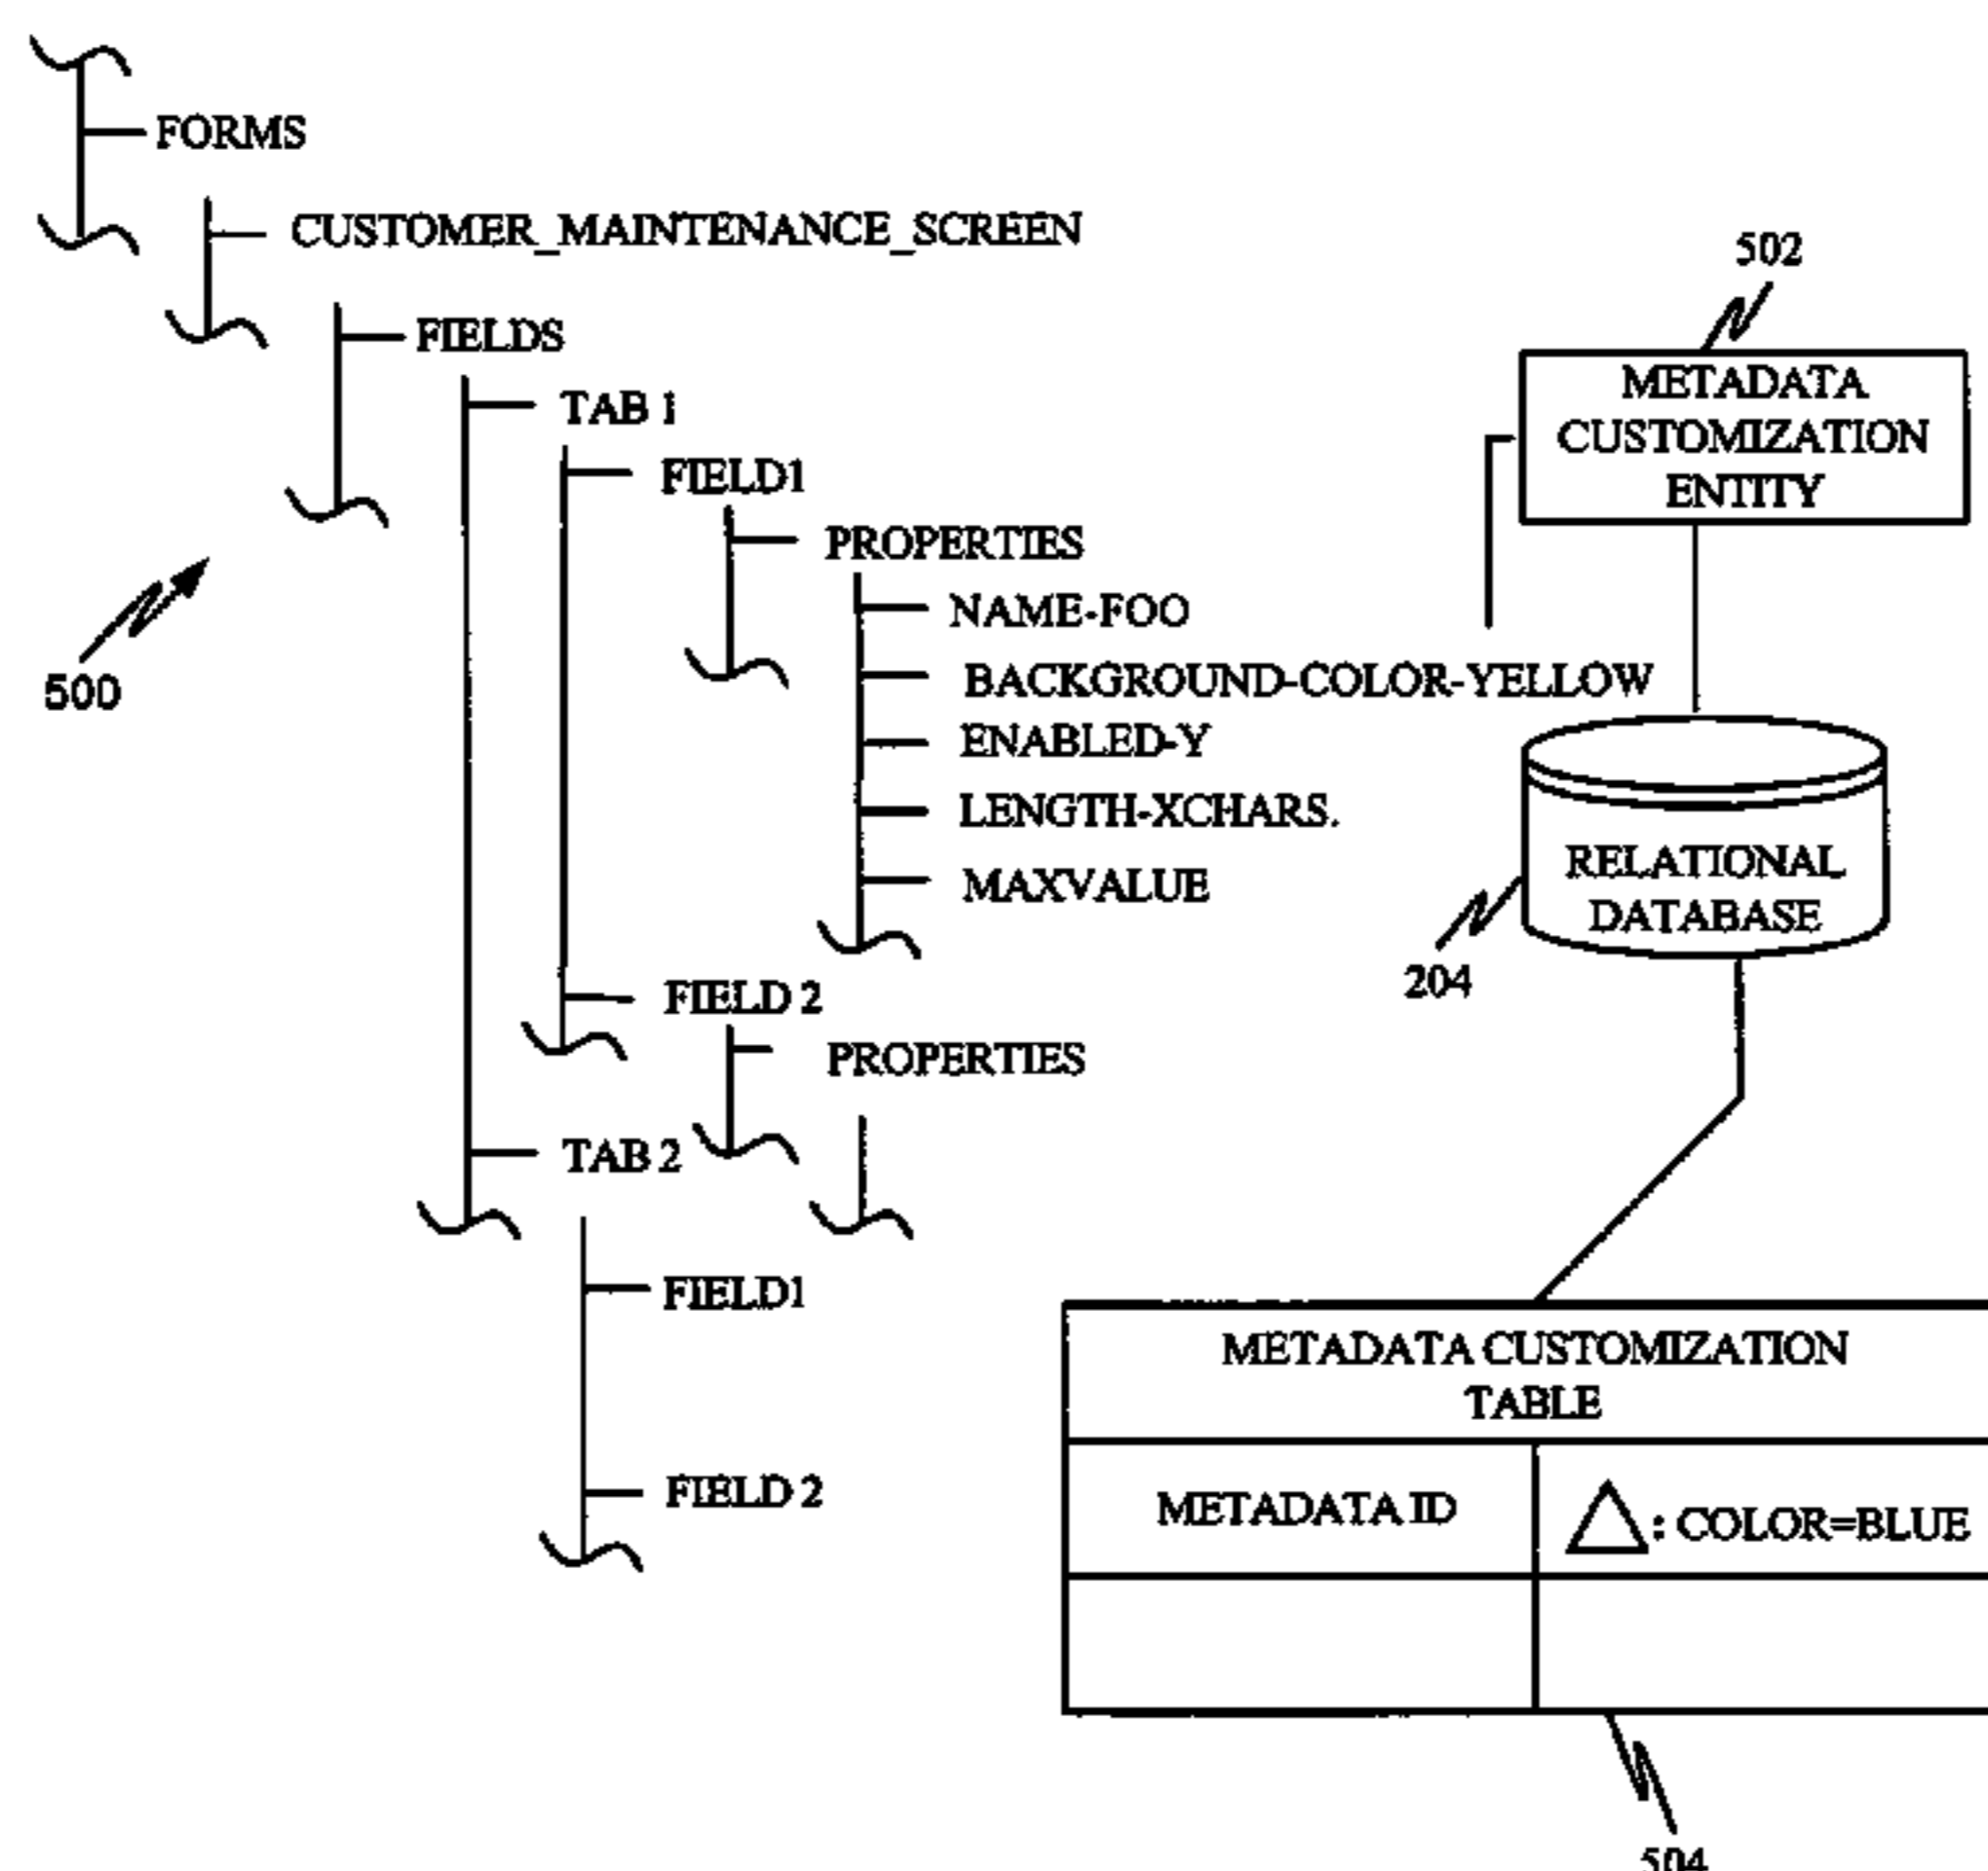 FORMS
CUSTOMER_MAINTENANCE_SCREEN
FIELDS
TAB 1
FIELD1
PROPERTIES
NAME-FOO
BACKGROUND-COLOR-YELLOW
ENABLED-Y
LENGTH-XCHARS.
MAXVALUE
FIELD 2
PROPERTIES
TAB 2
FIELD1
FIELD 2
500
502
METADATA
CUSTOMIZATION
ENTITY
RELATIONAL
DATABASE
204
METADATA CUSTOMIZATION
TABLE
METADATA ID
: COLOR=BLUE
504